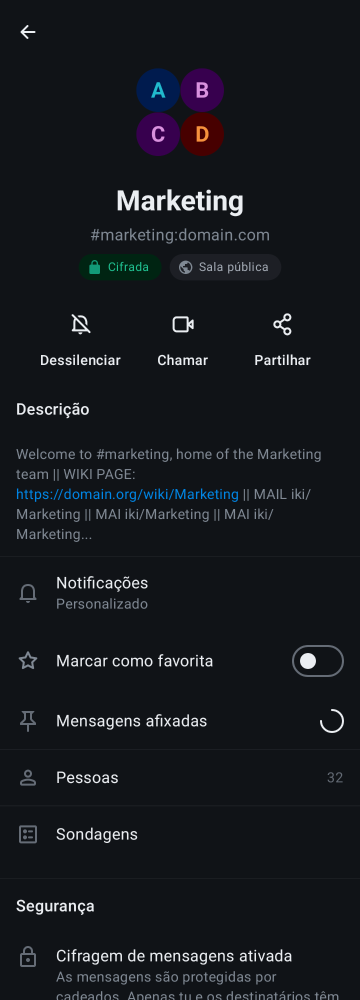 A B
C D
Marketing
#marketing:domain.com
Cifrada Sala pública
Dessilenciar Chamar Partilhar
Descrição
Welcome to #marketing, home of the Marketing
team || WIKI PAGE:
https://domain.org/wiki/Marketing || MAIL iki/
Marketing || MAI iki/Marketing || MAI iki/
Marketing...
Notificações
Personalizado
Marcar como favorita
Mensagens afixadas
Pessoas 32
Sondagens
Segurança
Cifragem de mensagens ativada
As mensagens são protegidas por
cadeados. Apenas tu e os destinatários têm